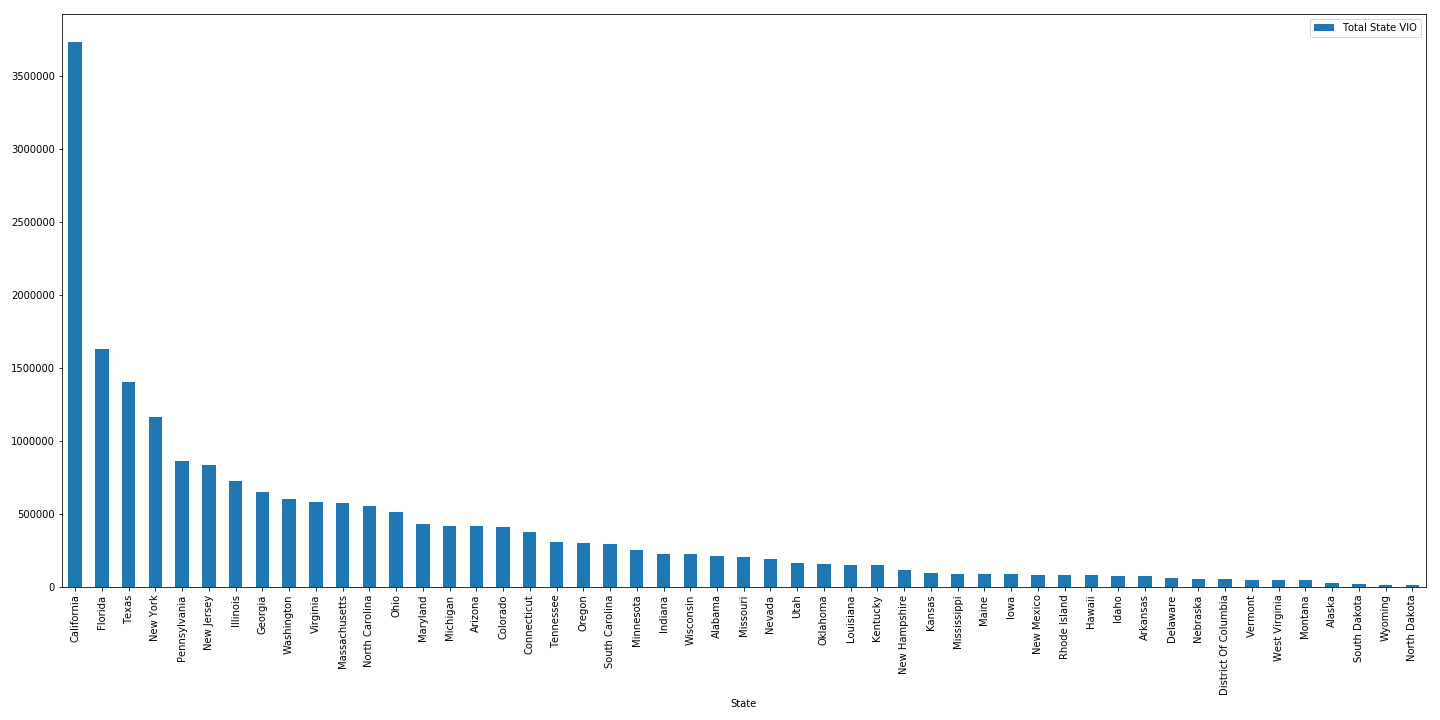 Total State VIO
3500000
3000000
2500000
2000000
1500000
1000000
500000
0
California
Florida
Texas
New York
Pennsylvania
New Jersey
Illinois
Georgia
Washington
Virginia
Massachusetts
North Carolina
Ohio
Maryland
Michigan
Arizona
Colorado
Connecticut
Tennessee
Oregon
South Carolina
Minnesota
Indiana
Wisconsin
Alabama
Missouri
Nevada
Utah
Oklahoma
Louisiana
Kentucky
New Hampshire
Kansas
Mississippi
Maine
Iowa
New Mexico
Rhode Island
Hawaii
Idaho
Arkansas
Delaware
Nebraska
District Of Columbia
Vermont
West Virginia
Montana
Alaska
South Dakota
Wyoming
North Dakota
State